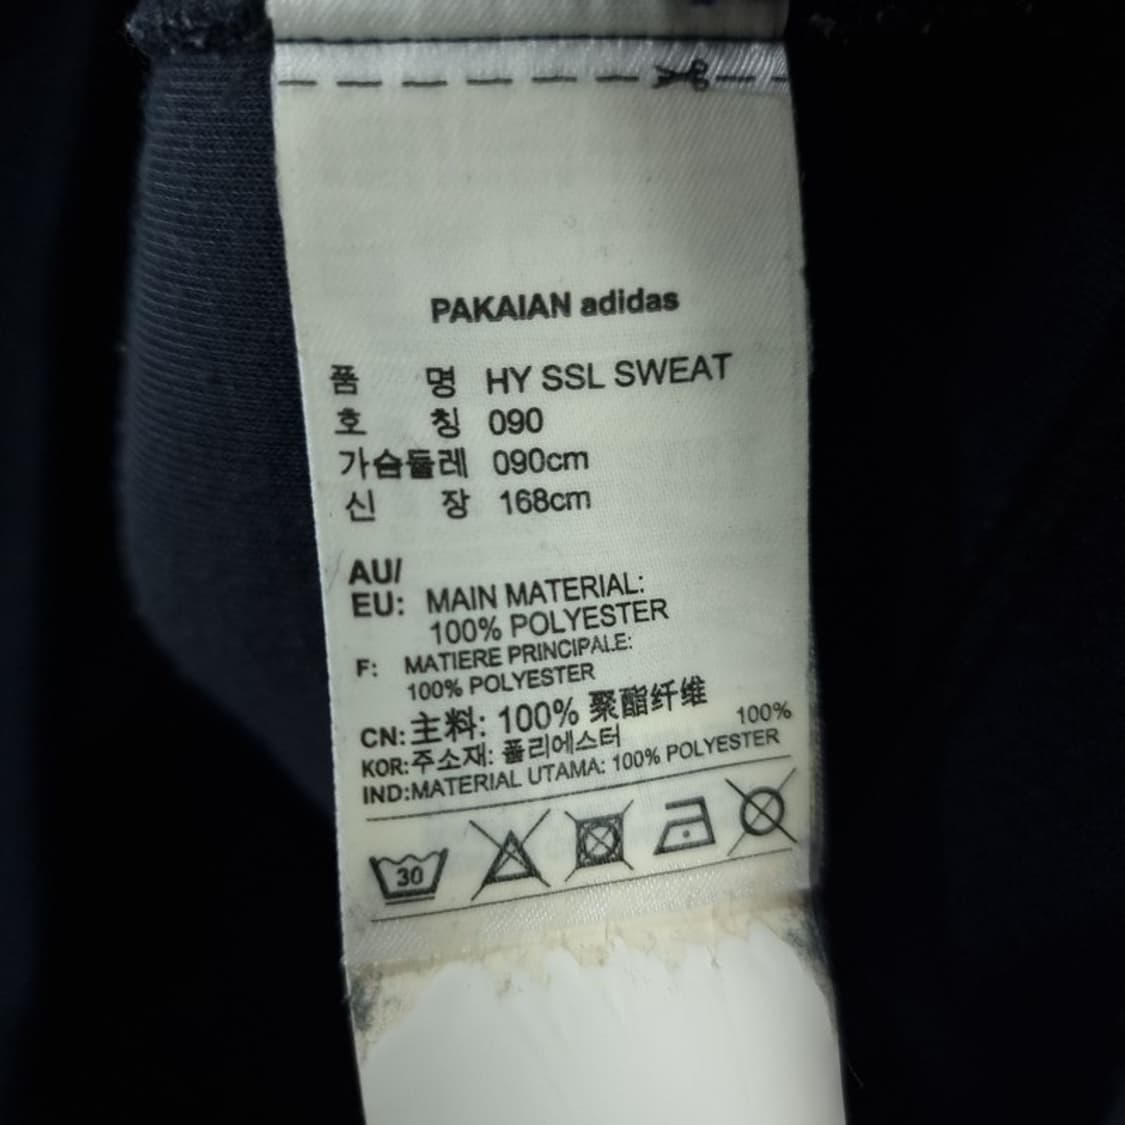 PAKAIAN adidas
품 명 HY SSL SWEAT
호 칭 090
가슴둘레 090cm
신 장 168cm
AU/
EU: MAIN MATERIAL:
100% POLYESTER
F: MATIERE PRINCIPALE:
100% POLYESTER
CN:主料: 100% 聚酯纤维
KOR:주소재: 폴리에스터 100%
IND:MATERIAL UTAMA: 100% POLYESTER
30